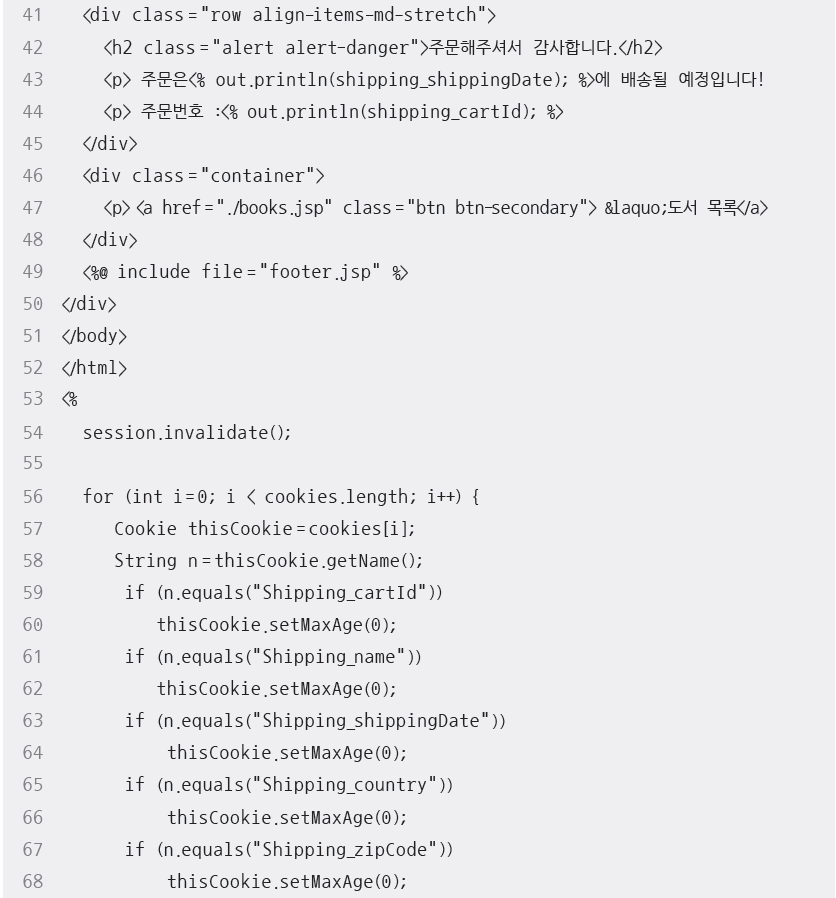 41 <div class="row align-items-md-stretch">
42 <h2 class="alert alert-danger">주문해주셔서 감사합니다.</h2>
43 <p> 주문은<% out.println(shipping_shippingDate); %>에 배송될 예정입니다!
44 <p> 주문번호 :<% out.println(shipping_cartId); %>
45 </div>
46 <div class="container">
47 <p><a href="./books.jsp" class="btn btn-secondary"> &laquo;도서 목록</a>
48 </div>
49 <%@ include file="footer.jsp" %>
50 </div>
51 </body>
52 </html>
53 <%
54 session.invalidate();
55
56 for (int i=0; i < cookies.length; i++) {
57 Cookie thisCookie=cookies[i];
58 String n=thisCookie.getName();
59 if (n.equals("Shipping_cartId"))
60 thisCookie.setMaxAge(0);
61 if (n.equals("Shipping_name"))
62 thisCookie.setMaxAge(0);
63 if (n.equals("Shipping_shippingDate"))
64 thisCookie.setMaxAge(0);
65 if (n.equals("Shipping_country"))
66 thisCookie.setMaxAge(0);
67 if (n.equals("Shipping_zipCode"))
68 thisCookie.setMaxAge(0);